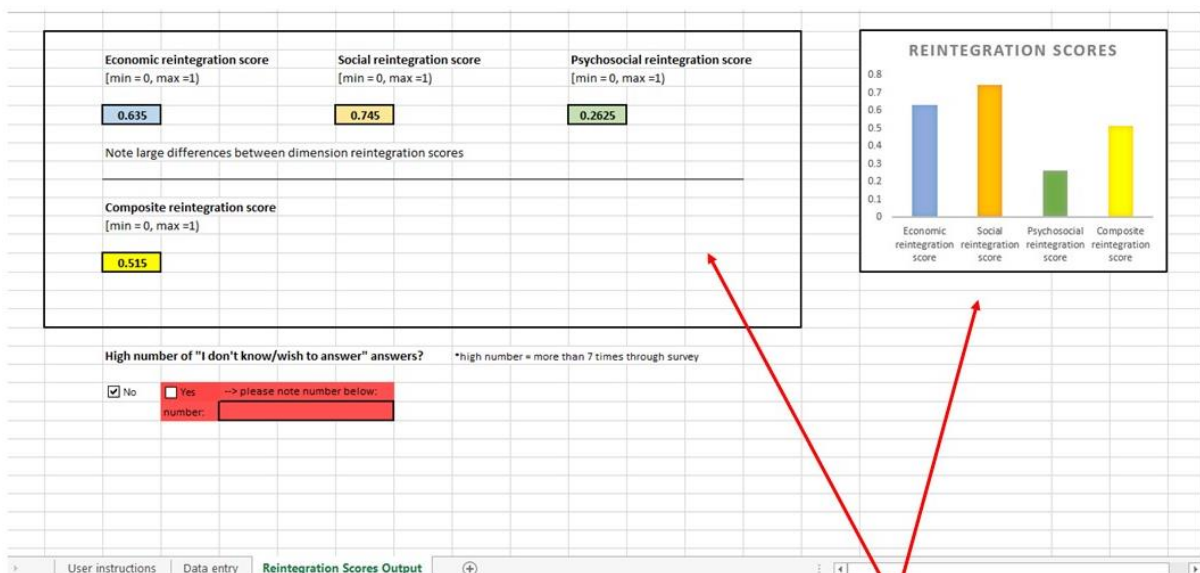 Economic reintegration score Social reintegration score Psychosocial reintegration score
[min = 0, max =1) [min = 0, max =1) [min = 0, max =1)
0.635 0.745 0.2625
Note large differences between dimension reintegration scores
Composite reintegration score
[min = 0, max =1)
0.515
High number of "I don't know/wish to answer" answers? *high number = more than 7 times through survey
No Yes --> please note number below:
number:
REINTEGRATION SCORES
0.8
0.7
0.6
0.5
0.4
0.3
0.2
0.1
0
Economic Social Psychosocial Composite
reintegration reintegration reintegration reintegration
score score score score
User instructions Data entry Reintegration Scores Output